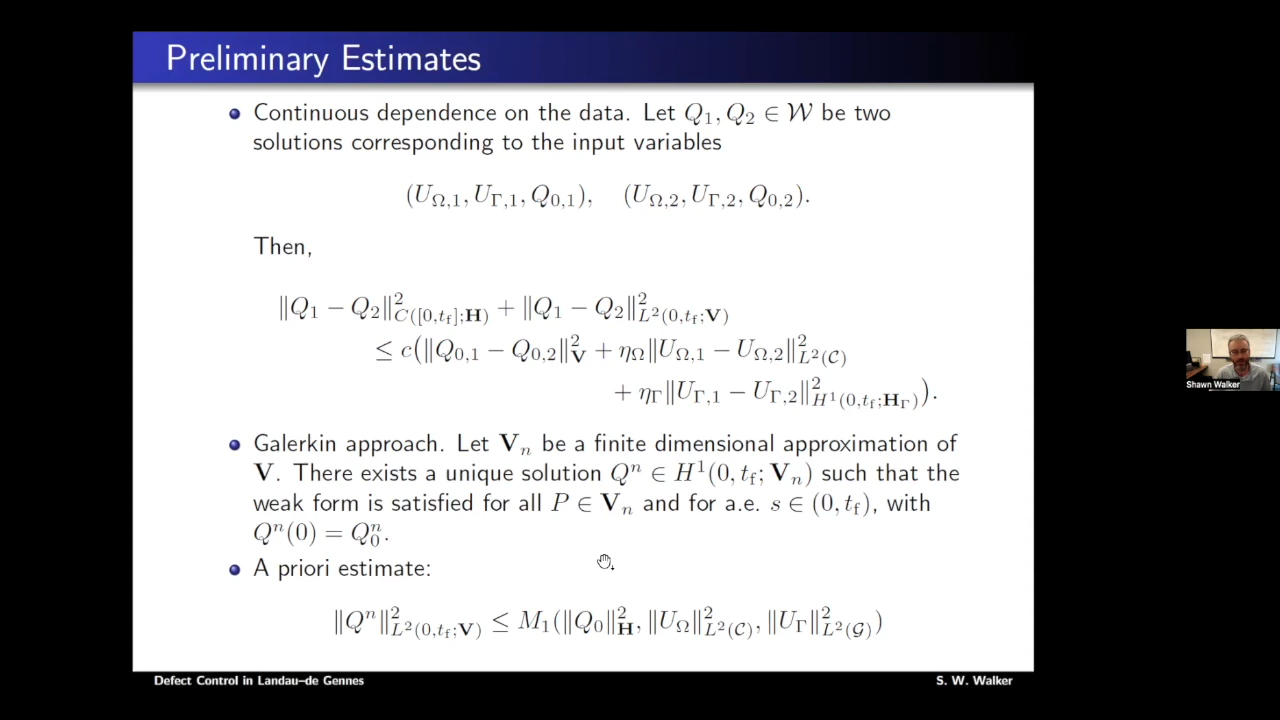 Preliminary Estimates
Continuous dependence on the data. Let Q₁, Q₂ ∈ 𝒲 be two
solutions corresponding to the input variables
(U_{Ω,1}, U_{Γ,1}, Q_{0,1}), (U_{Ω,2}, U_{Γ,2}, Q_{0,2}).
Then,
‖Q₁ − Q₂‖²_{C([0,t_f];𝐇)} + ‖Q₁ − Q₂‖²_{L²(0,t_f;𝐕)}
≤ c(‖Q_{0,1} − Q_{0,2}‖²_𝐕 + η_Ω‖U_{Ω,1} − U_{Ω,2}‖²_{L²(𝒞)}
+ η_Γ‖U_{Γ,1} − U_{Γ,2}‖²_{H¹(0,t_f;𝐇_Γ)}).
Galerkin approach. Let 𝐕_n be a finite dimensional approximation of
𝐕. There exists a unique solution Qⁿ ∈ H¹(0, t_f; 𝐕_n) such that the
weak form is satisfied for all P ∈ 𝐕_n and for a.e. s ∈ (0, t_f), with
Qⁿ(0) = Q₀ⁿ.
A priori estimate:
‖Qⁿ‖²_{L²(0,t_f;𝐕)} ≤ M₁(‖Q₀‖²_𝐇, ‖U_Ω‖²_{L²(𝒞)}, ‖U_Γ‖²_{L²(𝒢)})
Defect Control in Landau–de Gennes
S. W. Walker
Shawn Walker